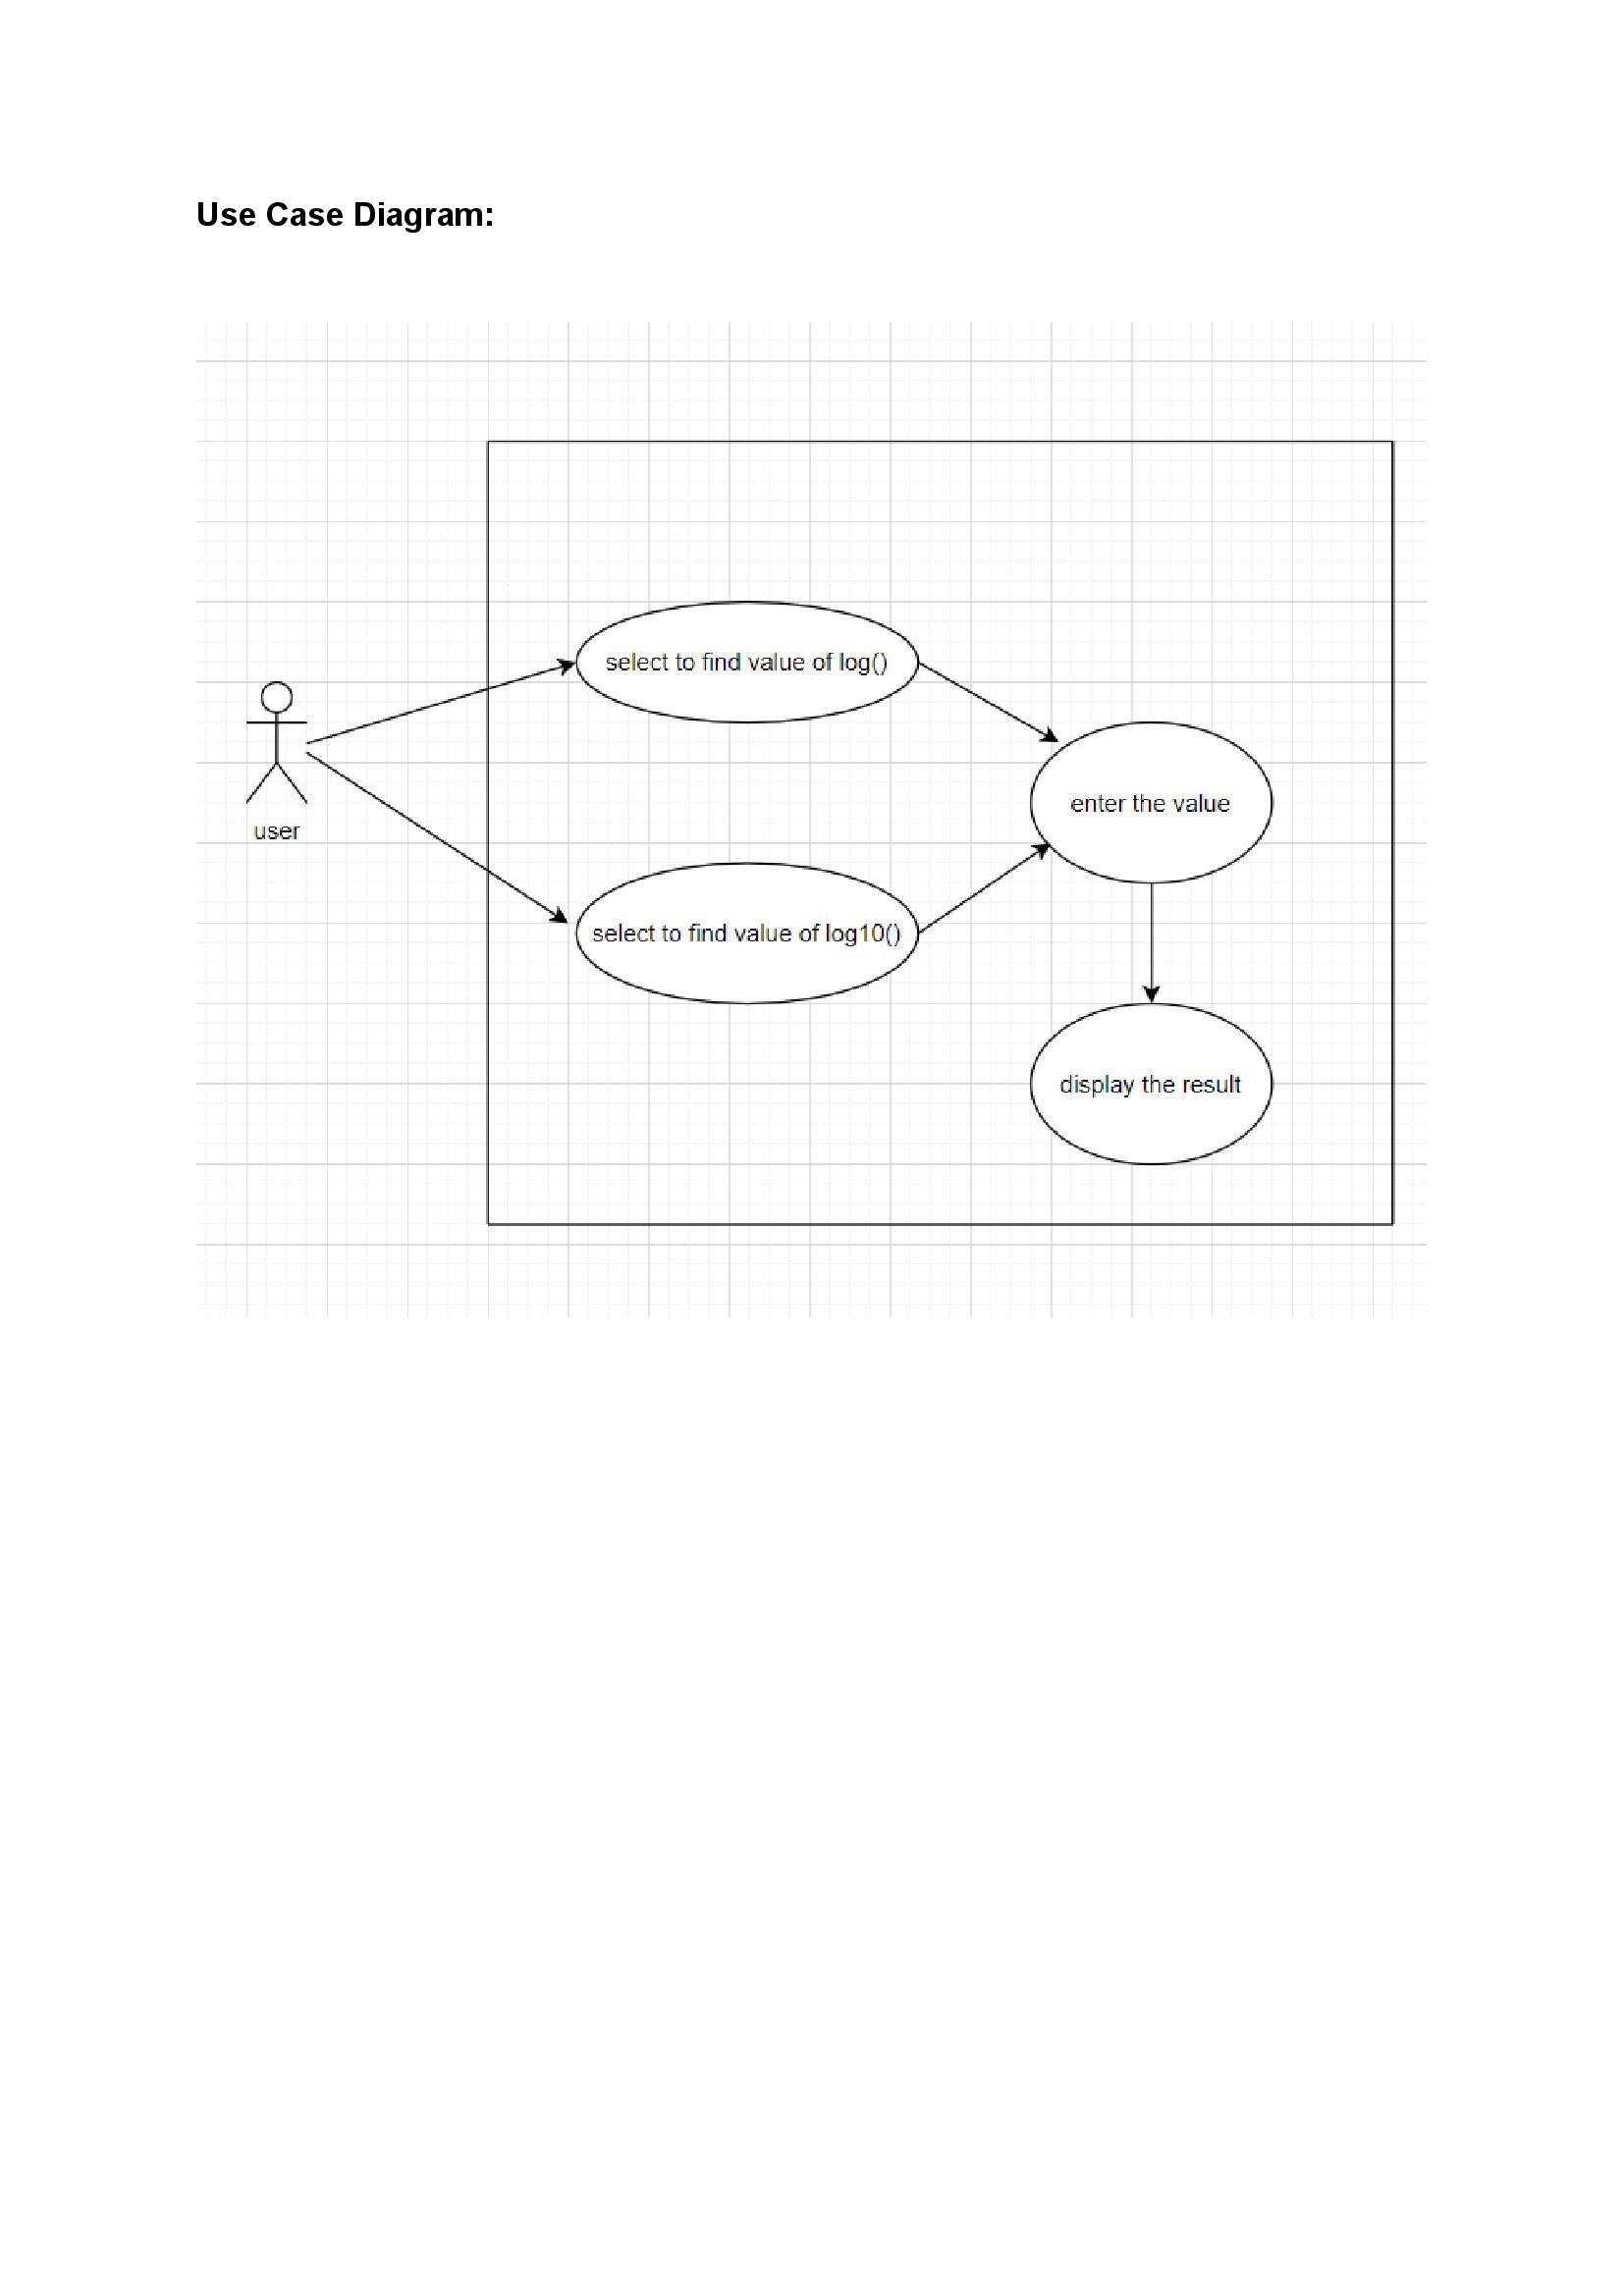 Use Case Diagram:
select to find value of log()
user
enter the value
select to find value of log10()
display the result